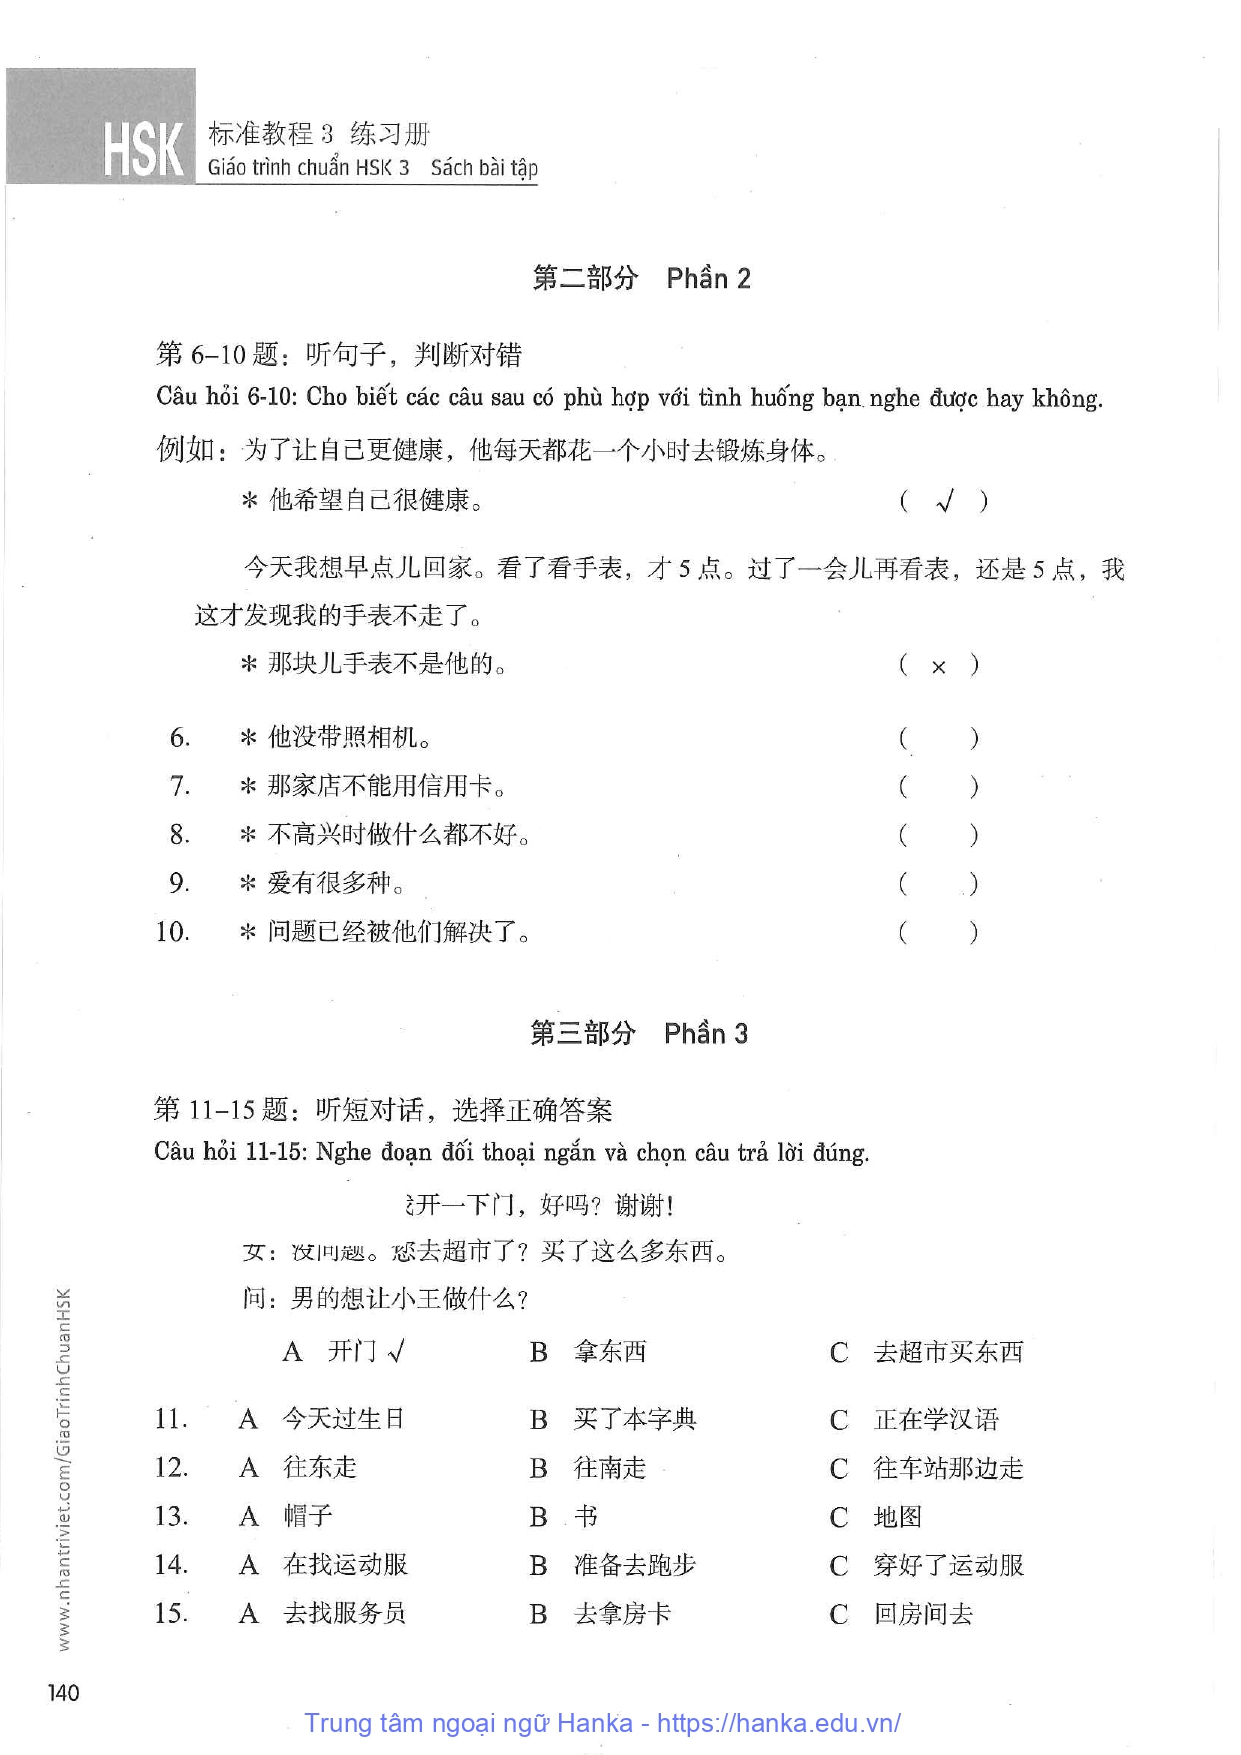 HSK 标准教程 3 练习册
Giáo trình chuẩn HSK 3 Sách bài tập
第二部分 Phần 2
第 6–10 题：听句子，判断对错
Câu hỏi 6-10: Cho biết các câu sau có phù hợp với tình huống bạn nghe được hay không.
例如：为了让自己更健康，他每天都花一个小时去锻炼身体。
＊ 他希望自己很健康。 ( √ )
今天我想早点儿回家。看了看手表，才 5 点。过了一会儿再看表，还是 5 点，我
这才发现我的手表不走了。
＊ 那块儿手表不是他的。 ( × )
6. ＊ 他没带照相机。 ( )
7. ＊ 那家店不能用信用卡。 ( )
8. ＊ 不高兴时做什么都不好。 ( )
9. ＊ 爱有很多种。 ( )
10. ＊ 问题已经被他们解决了。 ( )
第三部分 Phần 3
第 11–15 题：听短对话，选择正确答案
Câu hỏi 11-15: Nghe đoạn đối thoại ngắn và chọn câu trả lời đúng.
开一下门，好吗？谢谢！
女：没问题。您去超市了？买了这么多东西。
问：男的想让小王做什么？
A 开门 √ B 拿东西 C 去超市买东西
11. A 今天过生日 B 买了本字典 C 正在学汉语
12. A 往东走 B 往南走 C 往车站那边走
13. A 帽子 B 书 C 地图
14. A 在找运动服 B 准备去跑步 C 穿好了运动服
15. A 去找服务员 B 去拿房卡 C 回房间去
www.nhantriviet.com/GiaoTrinhChuanHSK
140
Trung tâm ngoại ngữ Hanka - https://hanka.edu.vn/